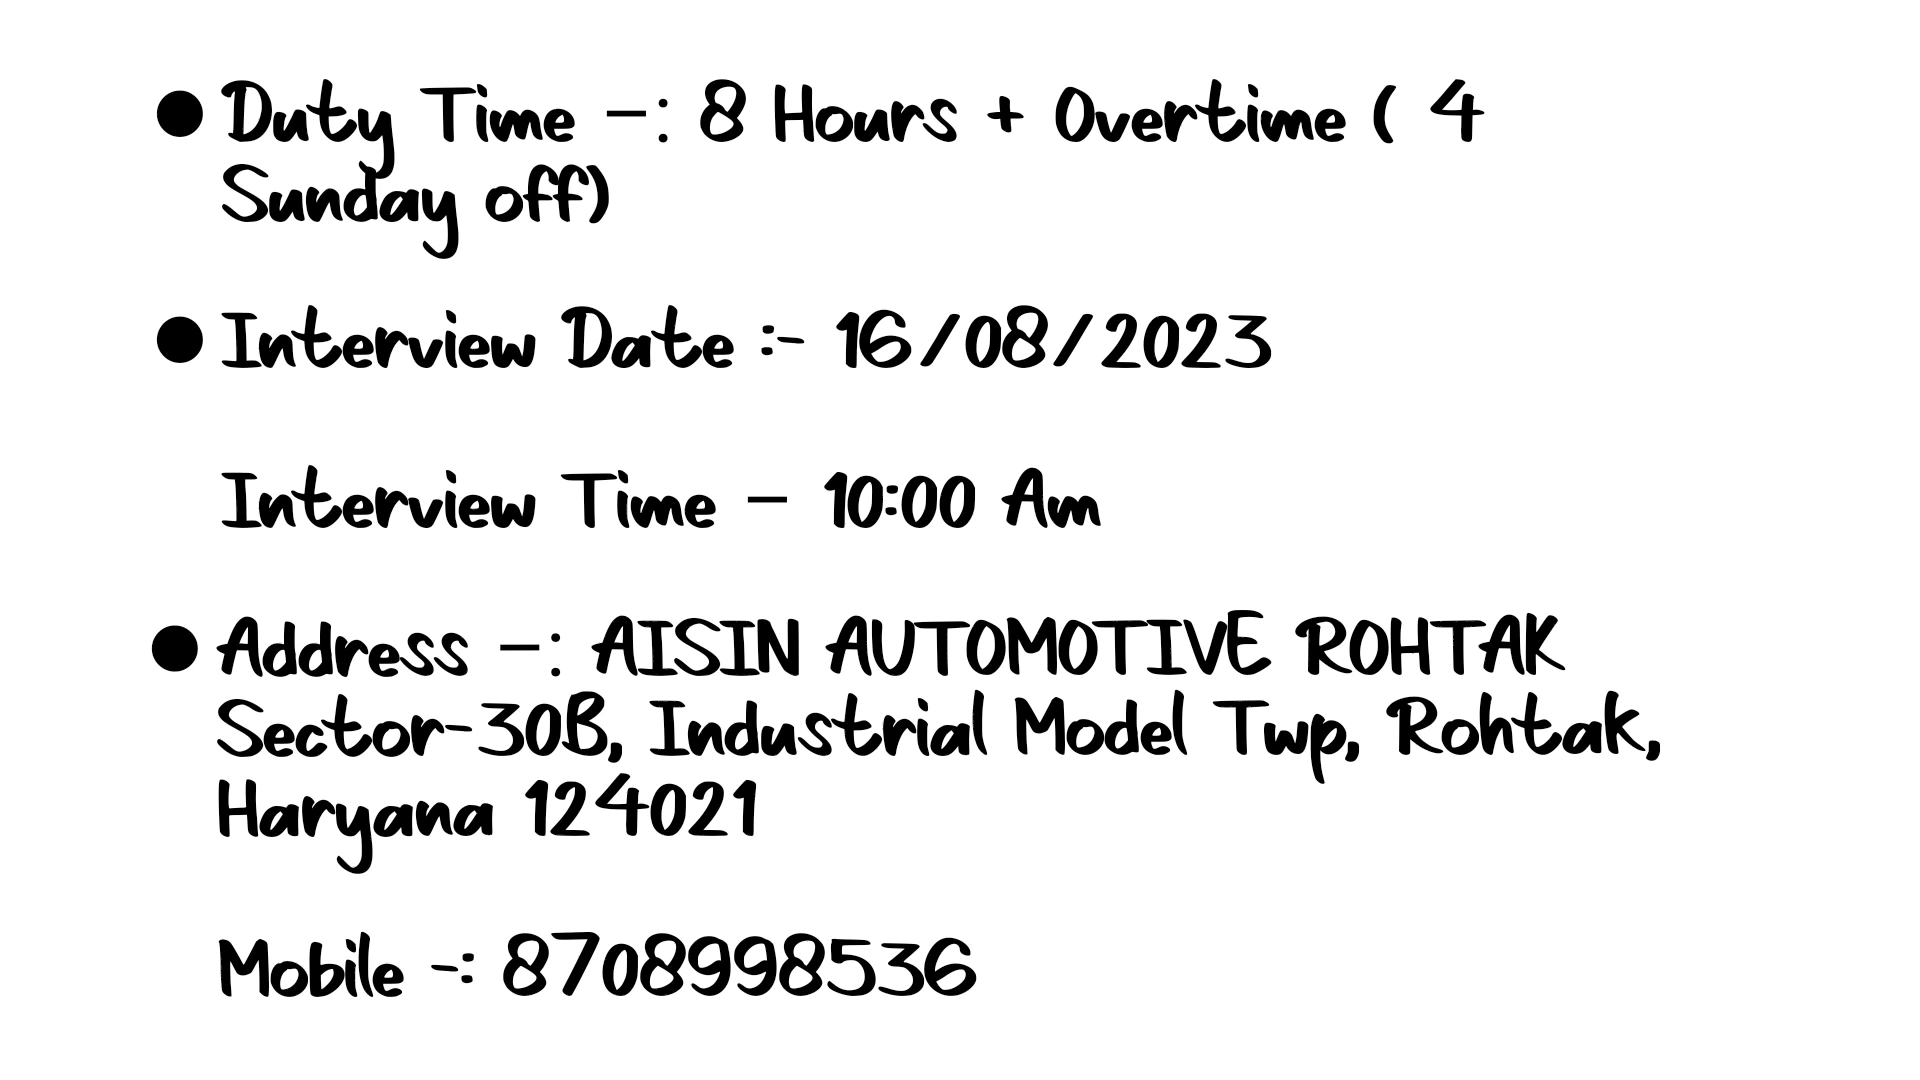 ● Duty Time -: 8 Hours + Overtime ( 4
Sunday off)
● Interview Date :- 16/08/2023
Interview Time - 10:00 Am
● Address -: AISIN AUTOMOTIVE ROHTAK
Sector-30B, Industrial Model Twp, Rohtak,
Haryana 124021
Mobile -: 8708998536